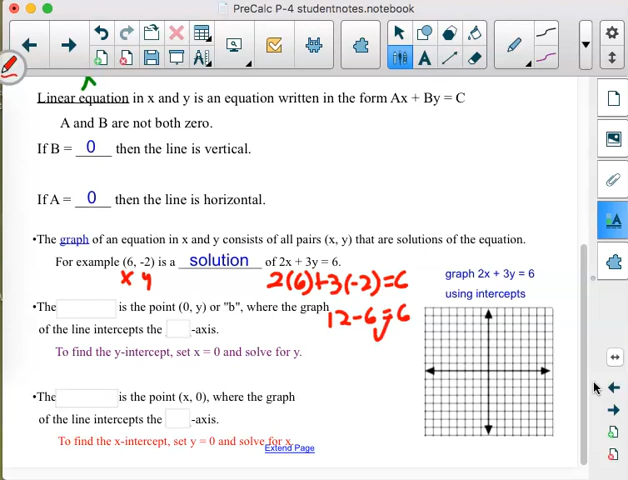 PreCalc P-4 studentnotes.notebook
Linear equation in x and y is an equation written in the form Ax + By = C
A and B are not both zero.
If B = 0 then the line is vertical.
If A = 0 then the line is horizontal.
•The graph of an equation in x and y consists of all pairs (x, y) that are solutions of the equation.
For example (6, -2) is a solution of 2x + 3y = 6.
x y 2(6)+3(-2)=6
12-6=6
graph 2x + 3y = 6
using intercepts
•The is the point (0, y) or "b", where the graph
of the line intercepts the -axis.
To find the y-intercept, set x = 0 and solve for y.
•The is the point (x, 0), where the graph
of the line intercepts the -axis.
To find the x-intercept, set y = 0 and solve for x.
Extend Page